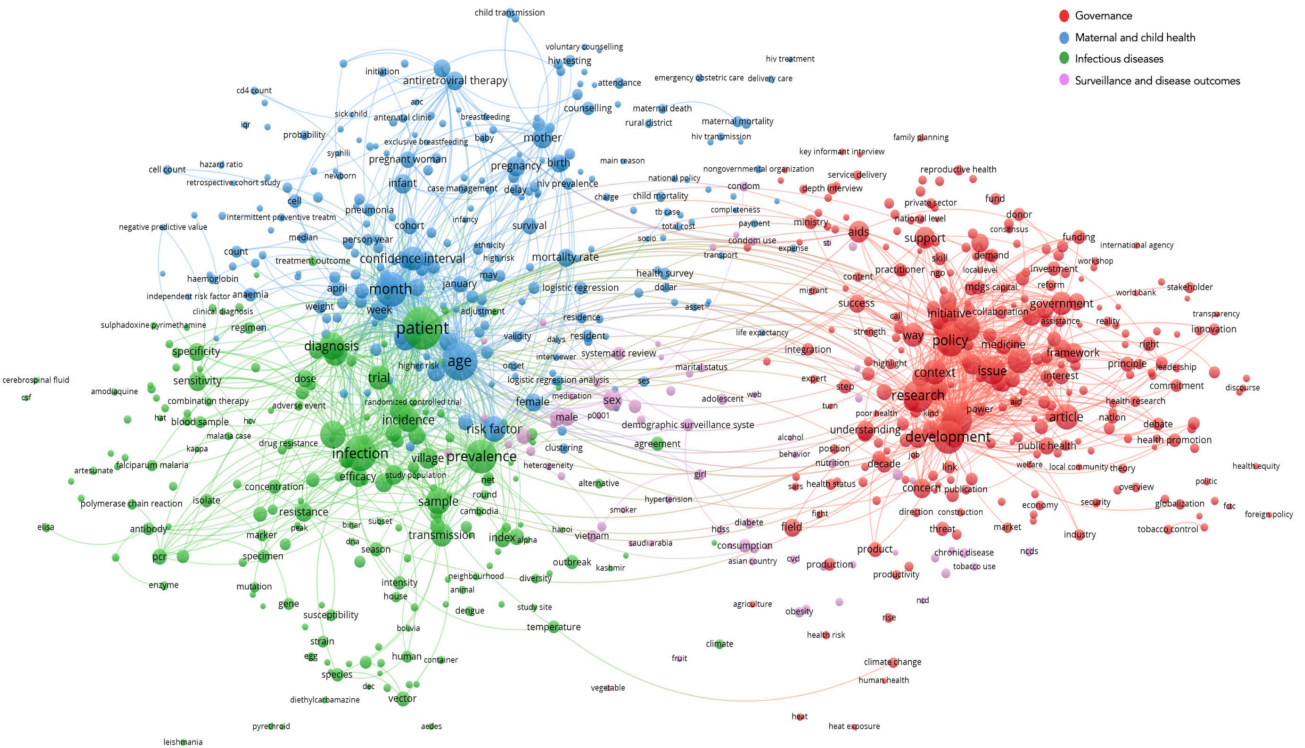 child transmission
Governance
Maternal and child health
Infectious diseases
Surveillance and disease outcomes
voluntary counselling
hiv testing
hiv treatment
initiation
antiretroviral therapy
attendance
emergency obstetric care
delivery care
cd4 count
anc
sick child
antenatal clinic
breastfeeding
counselling
maternal death
rural district
maternal mortality
iqr
probability
exclusive breastfeeding
baby
mother
hiv transmission
family planning
syphili
pregnant woman
key informant interview
hazard ratio
cell count
newborn
pregnancy
birth
main reason
nongovernmental organization
service delivery
reproductive health
retrospective cohort study
infant
case management
delay
hiv prevalence
national policy
condom
depth interview
cell
charge
child mortality
private sector
fund
pneumonia
intermittent preventive treatm
infancy
tb case
completeness
national level
donor
negative predictive value
cohort
survival
total cost
payment
ministry
aids
consensus
median
person year
ethnicity
socio
condom use
sti
support
funding
count
treatment outcome
confidence interval
high risk
mortality rate
transport
expense
skill
demand
international agency
haemoglobin
may
health survey
content
practitioner
ngo
local level
investment
workshop
april
month
january
logistic regression
dollar
migrant
mdgs capital
reform
world bank
stakeholder
independent risk factor
anaemia
weight
week
adjustment
asset
success
initiative
collaboration
government
clinical diagnosis
residence
call
assistance
reality
transparency
sulphadoxine pyrimethamine
regimen
patient
validity
dalys
resident
life expectancy
strength
way
policy
medicine
innovation
specificity
diagnosis
interviewer
systematic review
integration
right
framework
higher risk
age
onset
marital status
highlight
context
issue
interest
principle
leadership
cerebrospinal fluid
sensitivity
dose
trial
logistic regression analysis
ses
expert
step
commitment
discourse
csf
amodiaquine
combination therapy
adverse event
randomized controlled trial
medication
female
sex
adolescent
web
research
aid
health research
hat
blood sample
hcv
incidence
p0001
male
turn
poor health
kind
power
article
nation
debate
malaria case
risk factor
demographic surveillance syste
understanding
development
health promotion
kappa
drug resistance
agreement
alcohol
behavior
position
job
public health
artesunate
falciparum malaria
infection
village
prevalence
clustering
nutrition
decade
link
welfare
local community
theory
health equity
efficacy
study population
heterogeneity
girl
sars
health status
concern
publication
overview
politic
polymerase chain reaction
isolate
concentration
net
round
alternative
hypertension
economy
security
globalization
fctc
sample
cambodia
smoker
fight
direction
construction
foreign policy
elisa
antibody
resistance
peak
binar
subset
hanoi
hdss
diabete
field
threat
market
tobacco control
marker
dna
transmission
index
alpha
vietnam
saudi arabia
consumption
industry
pcr
specimen
season
outbreak
kashmir
asian country
cvd
product
chronic disease
ncds
enzyme
mutation
intensity
neighbourhood
diversity
production
productivity
tobacco use
gene
house
animal
dengue
study site
agriculture
obesity
ncd
susceptibility
bolivia
temperature
health risk
rise
strain
climate
egg
human
container
fruit
climate change
species
dec
human health
diethylcarbamazine
vector
vegetable
pyrethroid
aedes
heat
heat exposure
leishmania